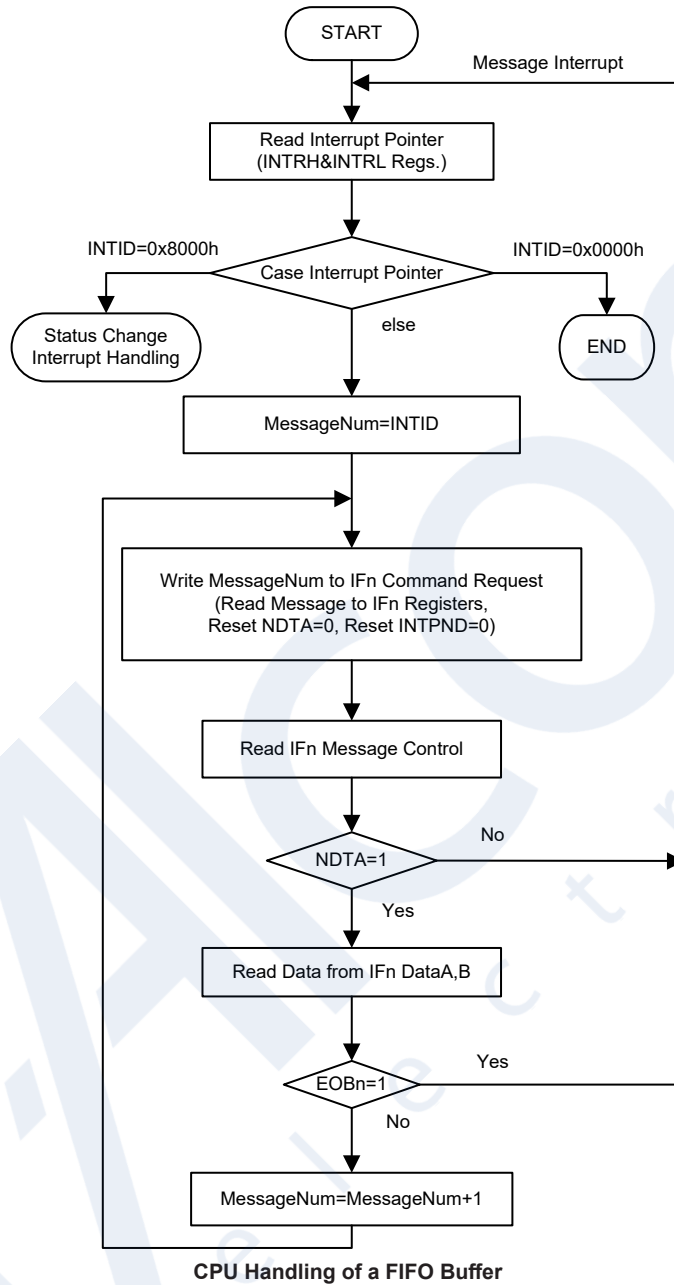 START
Message Interrupt
Read Interrupt Pointer
(INTRH&INTRL Regs.)
INTID=0x8000h
Case Interrupt Pointer
INTID=0x0000h
Status Change
Interrupt Handling
else
END
MessageNum=INTID
Write MessageNum to IFn Command Request
(Read Message to IFn Registers,
Reset NDTA=0, Reset INTPND=0)
Read IFn Message Control
NDTA=1
No
Yes
Read Data from IFn DataA,B
EOBn=1
Yes
No
MessageNum=MessageNum+1
CPU Handling of a FIFO Buffer